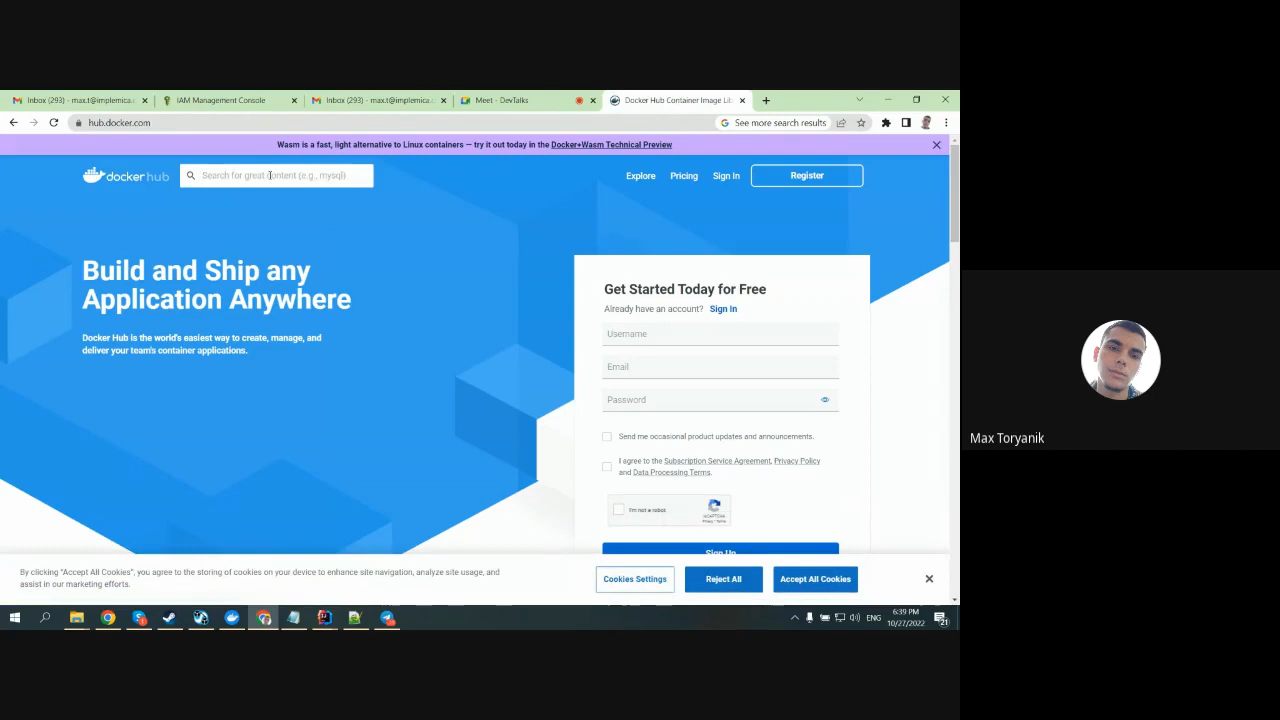 Inbox (293) - max.t@implemica.c
IAM Management Console
Inbox (293) - max.t@implemica.c
Meet - DevTalks
Docker Hub Container Image Lib
hub.docker.com
See more search results
Wasm is a fast, light alternative to Linux containers — try it out today in the Docker+Wasm Technical Preview
docker hub
Search for great content (e.g., mysql)
Explore
Pricing
Sign In
Register
Build and Ship any
Application Anywhere
Docker Hub is the world's easiest way to create, manage, and
deliver your team's container applications.
Get Started Today for Free
Already have an account? Sign In
Username
Email
Password
Send me occasional product updates and announcements.
I agree to the Subscription Service Agreement, Privacy Policy
and Data Processing Terms.
I'm not a robot
reCAPTCHA
Privacy - Terms
Sign Up
By clicking "Accept All Cookies", you agree to the storing of cookies on your device to enhance site navigation, analyze site usage, and
assist in our marketing efforts.
Cookies Settings
Reject All
Accept All Cookies
ENG
6:39 PM
10/27/2022
21
Max Toryanik